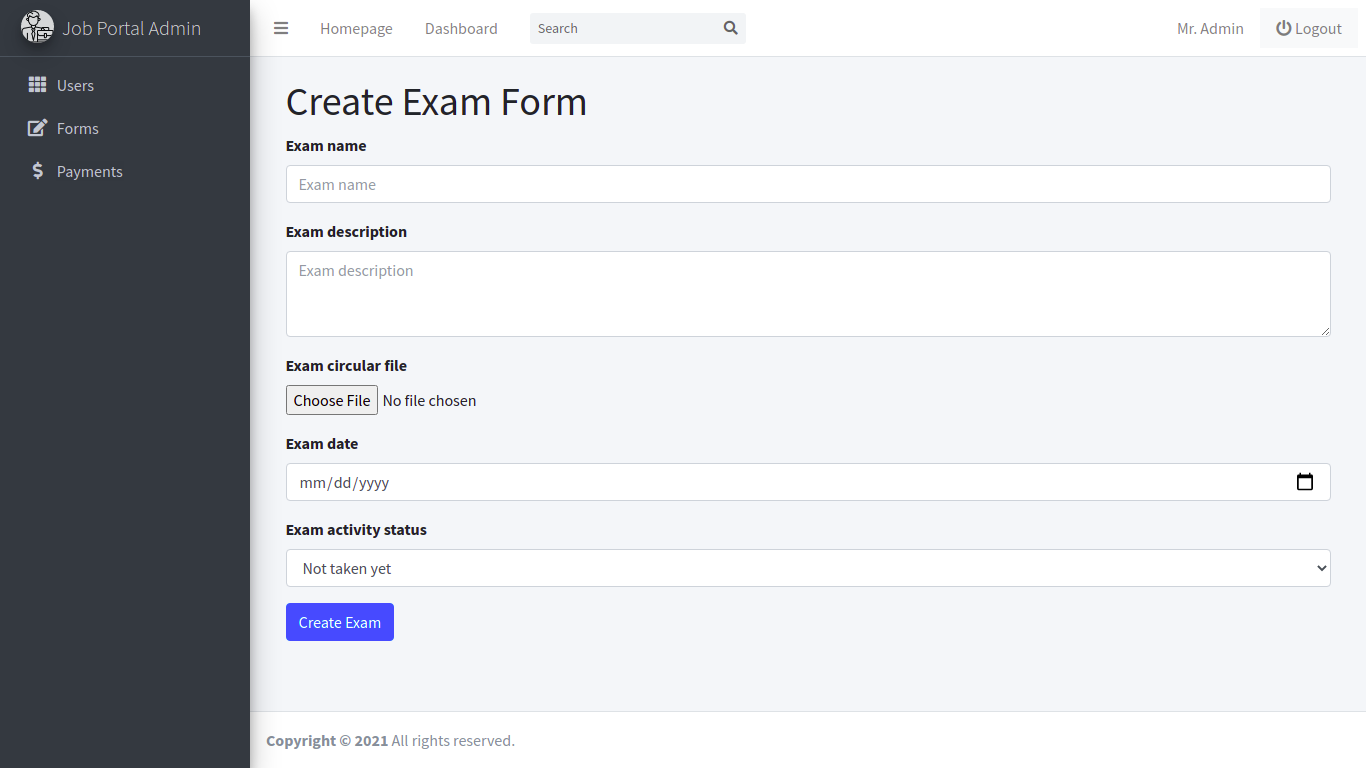 Job Portal Admin
Homepage Dashboard Search Mr. Admin Logout
Users
Forms
Payments
Create Exam Form
Exam name
Exam name
Exam description
Exam description
Exam circular file
Choose File No file chosen
Exam date
mm/dd/yyyy
Exam activity status
Not taken yet
Create Exam
Copyright © 2021 All rights reserved.